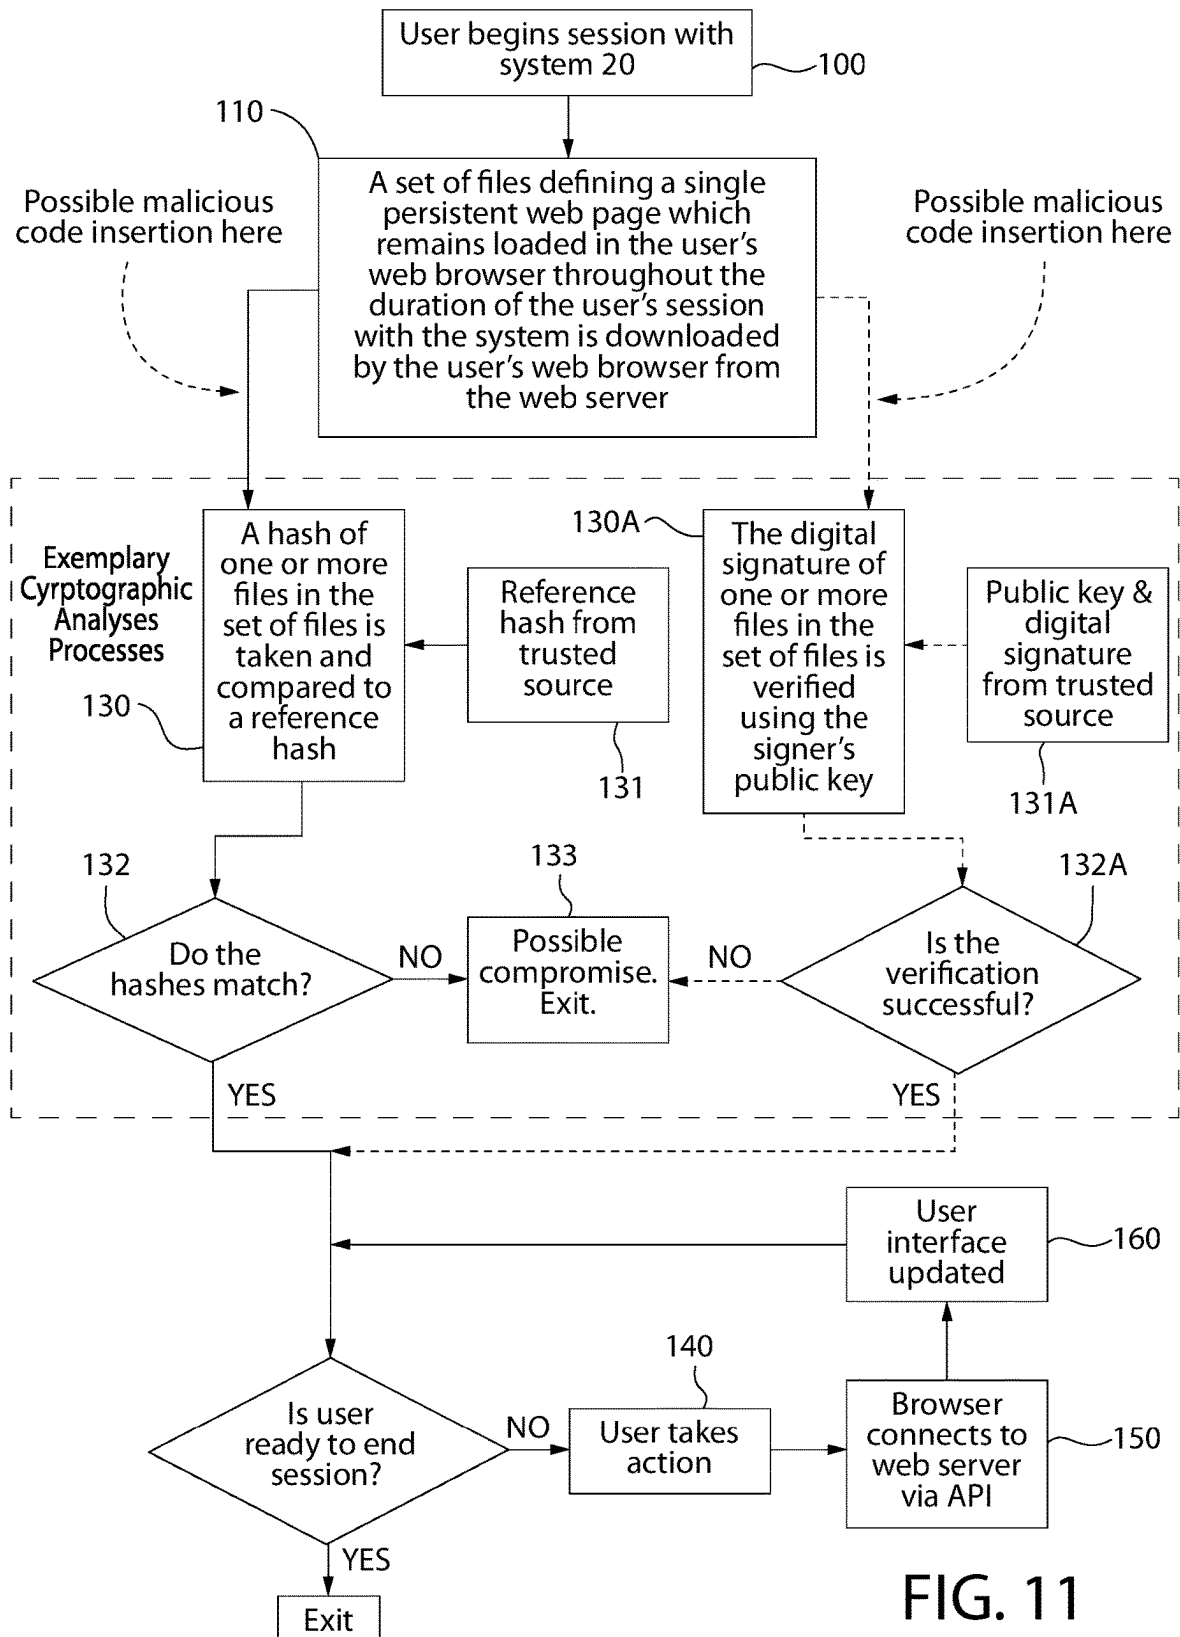 User begins session with
system 20
100
110
A set of files defining a single
persistent web page which
remains loaded in the user's
web browser throughout the
duration of the user's session
with the system is downloaded
by the user's web browser from
the web server
Possible malicious
code insertion here
Possible malicious
code insertion here
Exemplary
Cyrptographic
Analyses
Processes
130
A hash of
one or more
files in the
set of files is
taken and
compared to
a reference
hash
Reference
hash from
trusted
source
131
130A
The digital
signature of
one or more
files in the
set of files is
verified
using the
signer's
public key
Public key &
digital
signature
from trusted
source
131A
132
Do the
hashes match?
NO
133
Possible
compromise.
Exit.
NO
132A
Is the
verification
successful?
YES
YES
User
interface
updated
160
Is user
ready to end
session?
NO
140
User takes
action
Browser
connects to
web server
via API
150
YES
Exit
FIG. 11